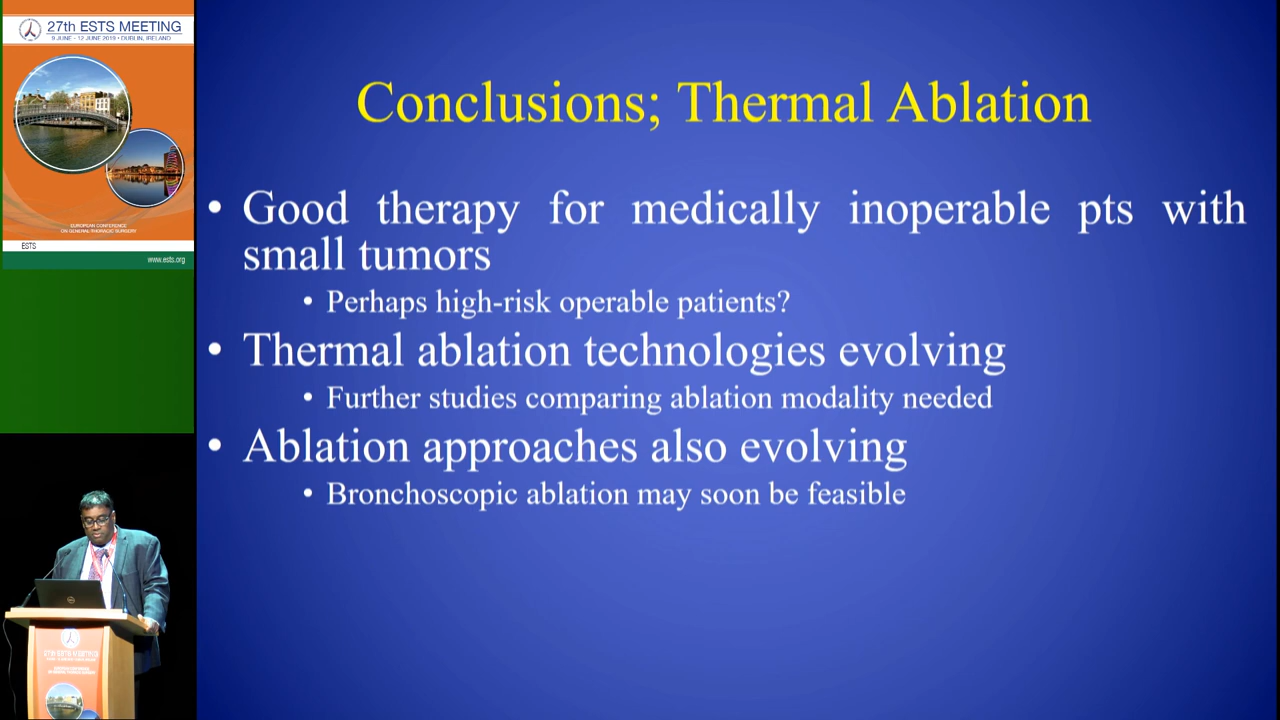 27th ESTS MEETING
9 JUNE - 12 JUNE 2019 • DUBLIN, IRELAND
EUROPEAN CONFERENCE
ON GENERAL THORACIC SURGERY
ESTS
www.ests.org
Conclusions; Thermal Ablation
• Good therapy for medically inoperable pts with
small tumors
• Perhaps high-risk operable patients?
• Thermal ablation technologies evolving
• Further studies comparing ablation modality needed
• Ablation approaches also evolving
• Bronchoscopic ablation may soon be feasible
27TH ESTS MEETING